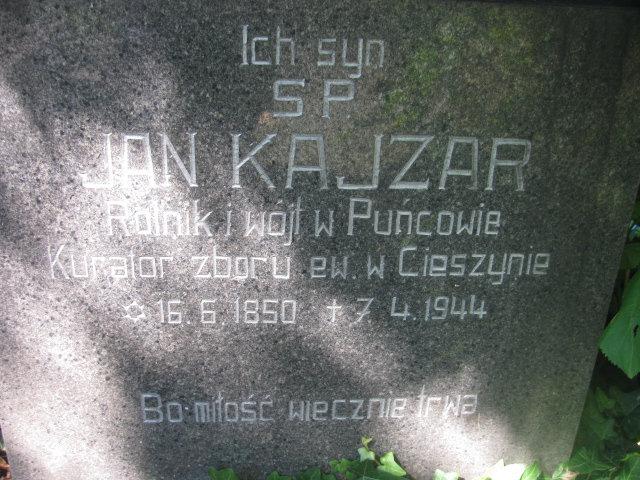 Ich syn
S.P.
JAN KAJZAR
Rolnik i wójt w Puńcowie
Kurator zboru ew. w Cieszynie
✡ 16. 6. 1850 ✝ 7. 4. 1944
Bo miłość wiecznie trwa